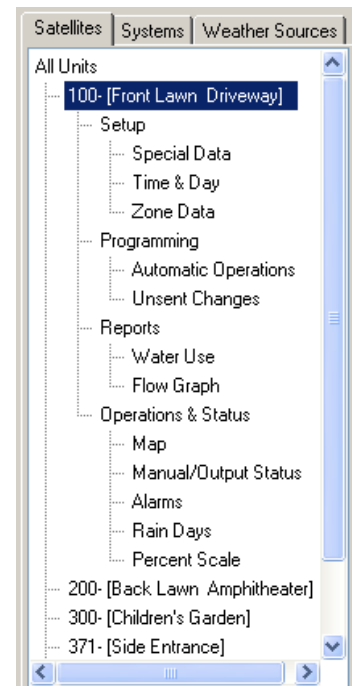 Satellites Systems Weather Sources
All Units
100- [Front Lawn  Driveway]
Setup
Special Data
Time & Day
Zone Data
Programming
Automatic Operations
Unsent Changes
Reports
Water Use
Flow Graph
Operations & Status
Map
Manual/Output Status
Alarms
Rain Days
Percent Scale
200- [Back Lawn  Amphitheater]
300- [Children's Garden]
371- [Side Entrance]